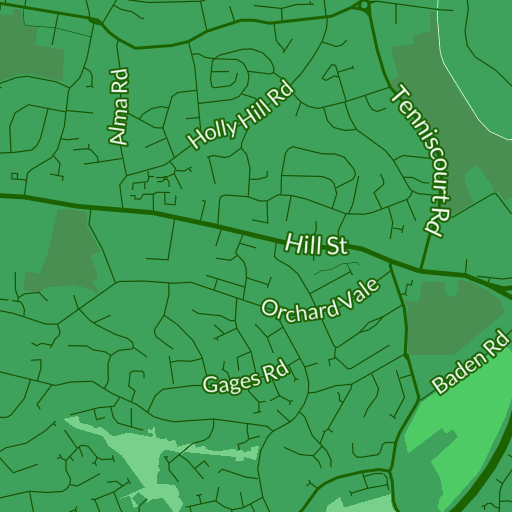 Alma Rd
Holly Hill Rd
Tenniscourt Rd
Hill St
Orchard Vale
Gages Rd
Baden Rd